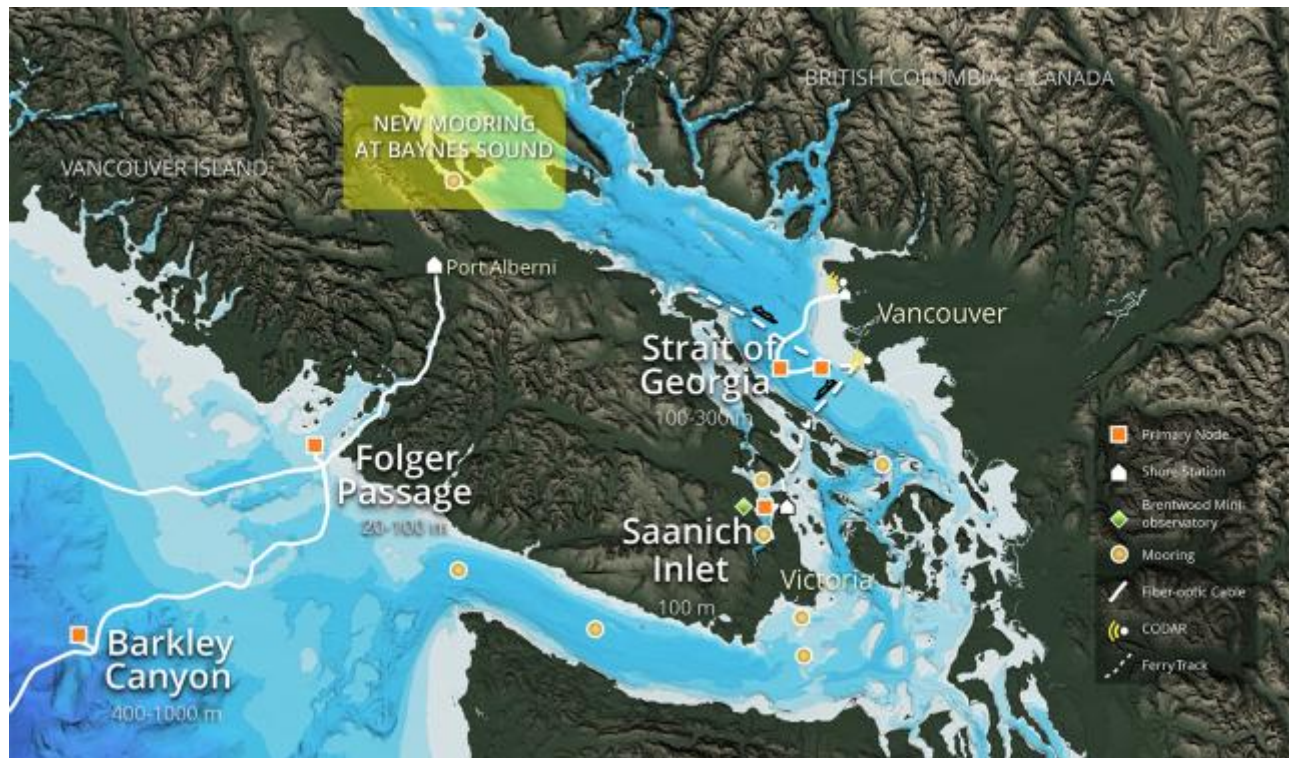 BRITISH COLUMBIA - CANADA
NEW MOORING
AT BAYNES SOUND
VANCOUVER ISLAND
Port Alberni
Vancouver
Strait of
Georgia
100-300 m
Folger
Passage
20-100 m
Saanich
Inlet
100 m
Victoria
Barkley
Canyon
400-1000 m
Primary Node
Shore Station
Brentwood Mini
observatory
Mooring
Fiber-optic Cable
CODAR
Ferry Track